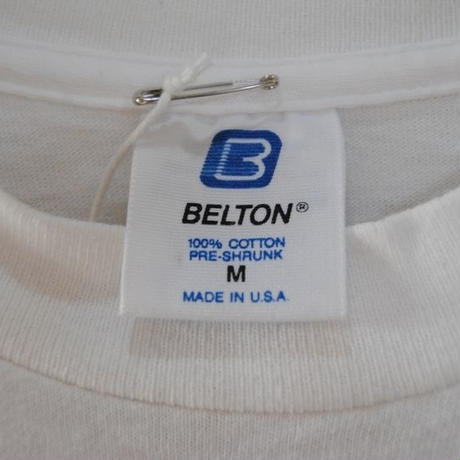 B
BELTON®
100% COTTON
PRE-SHRUNK
M
MADE IN U.S.A.